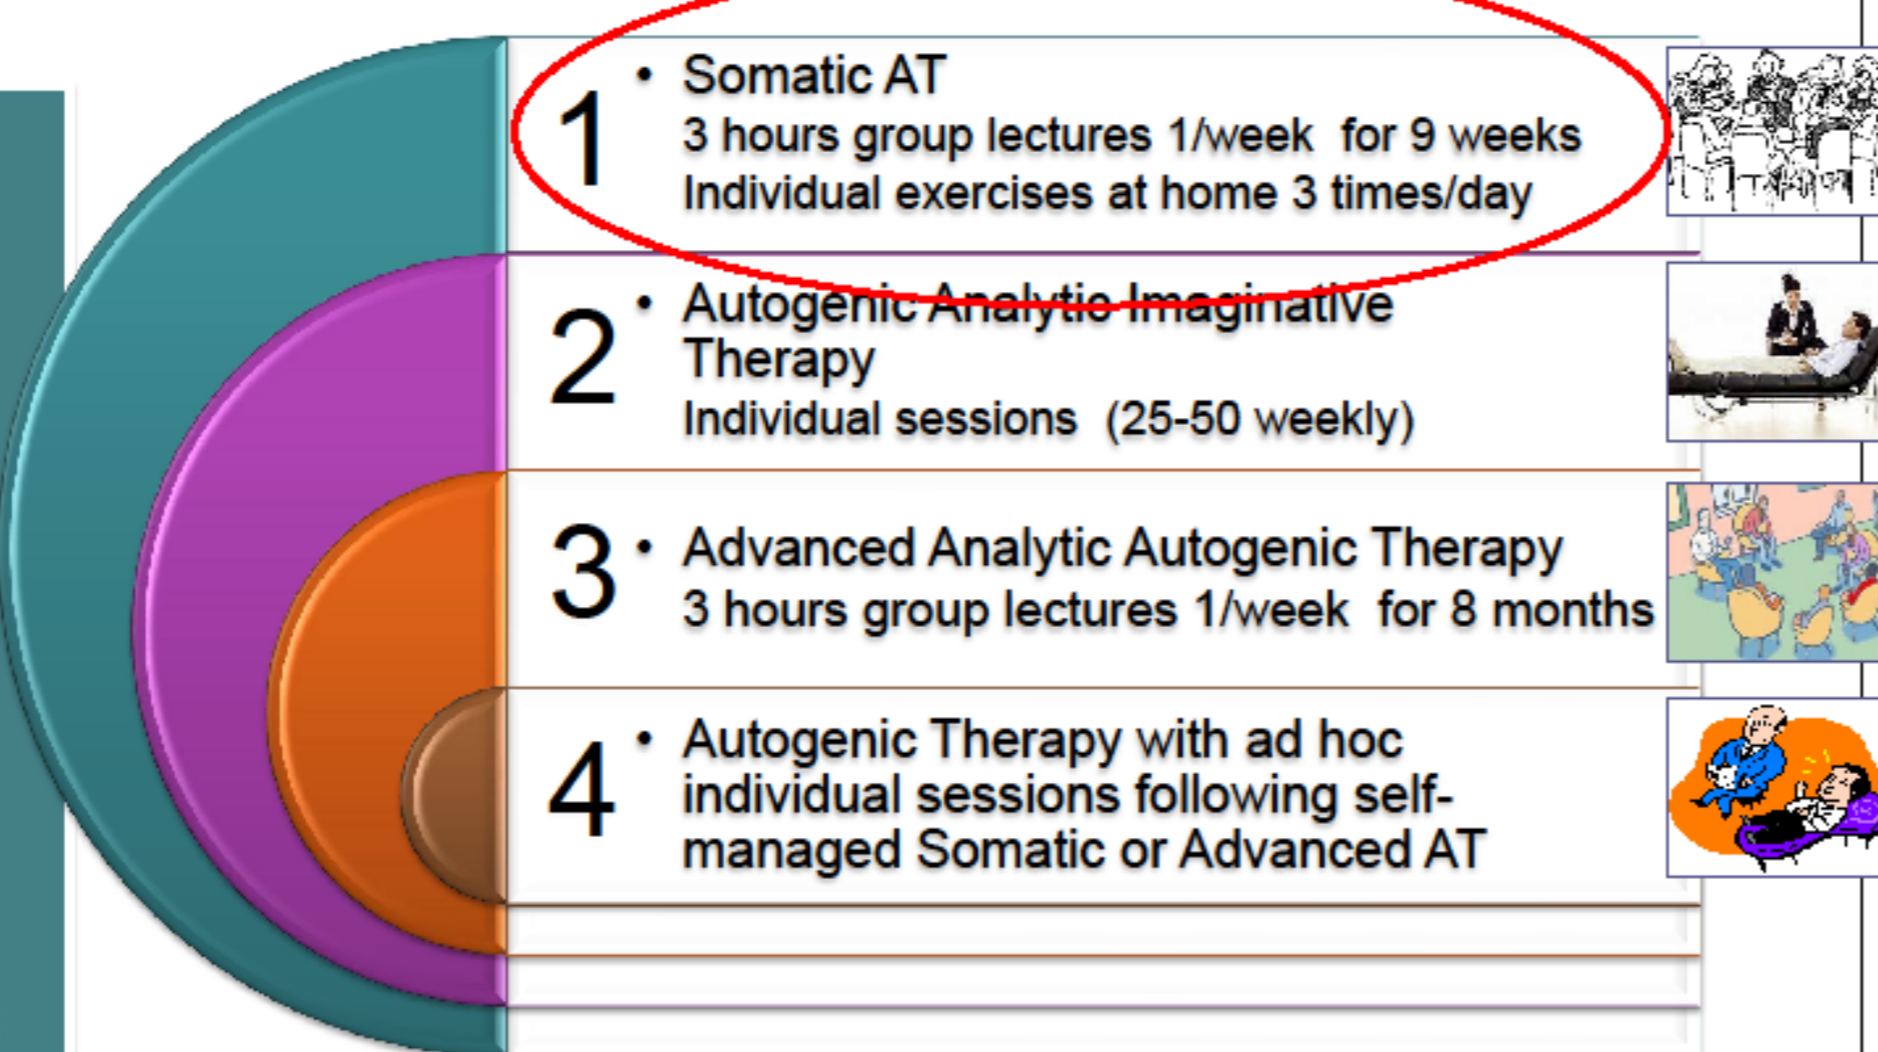 1
• Somatic AT
3 hours group lectures 1/week for 9 weeks
Individual exercises at home 3 times/day
2
• Autogenic Analytic Imaginative
Therapy
Individual sessions (25-50 weekly)
3
• Advanced Analytic Autogenic Therapy
3 hours group lectures 1/week for 8 months
4
• Autogenic Therapy with ad hoc
individual sessions following self-
managed Somatic or Advanced AT